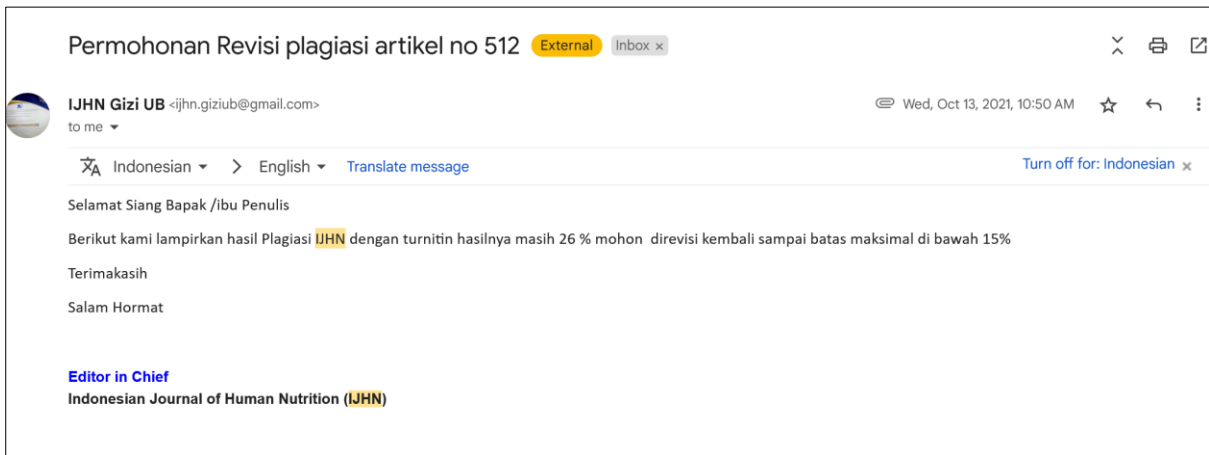 Permohonan Revisi plagiasi artikel no 512 External Inbox x
IJHN Gizi UB <ijhn.giziub@gmail.com> Wed, Oct 13, 2021, 10:50 AM
to me
Indonesian > English Translate message Turn off for: Indonesian x
Selamat Siang Bapak /ibu Penulis
Berikut kami lampirkan hasil Plagiasi IJHN dengan turnitin hasilnya masih 26 % mohon direvisi kembali sampai batas maksimal di bawah 15%
Terimakasih
Salam Hormat
Editor in Chief
Indonesian Journal of Human Nutrition (IJHN)